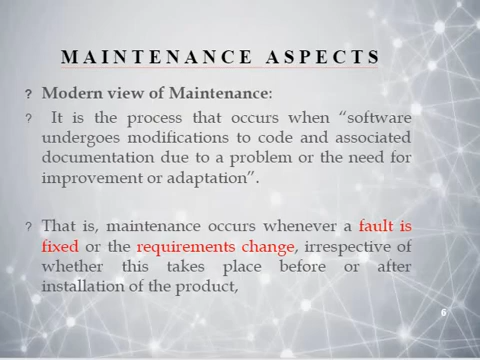 MAINTENANCE ASPECTS
? Modern view of Maintenance:
? It is the process that occurs when “software
undergoes modifications to code and associated
documentation due to a problem or the need for
improvement or adaptation”.
? That is, maintenance occurs whenever a fault is
fixed or the requirements change, irrespective of
whether this takes place before or after
installation of the product,
6